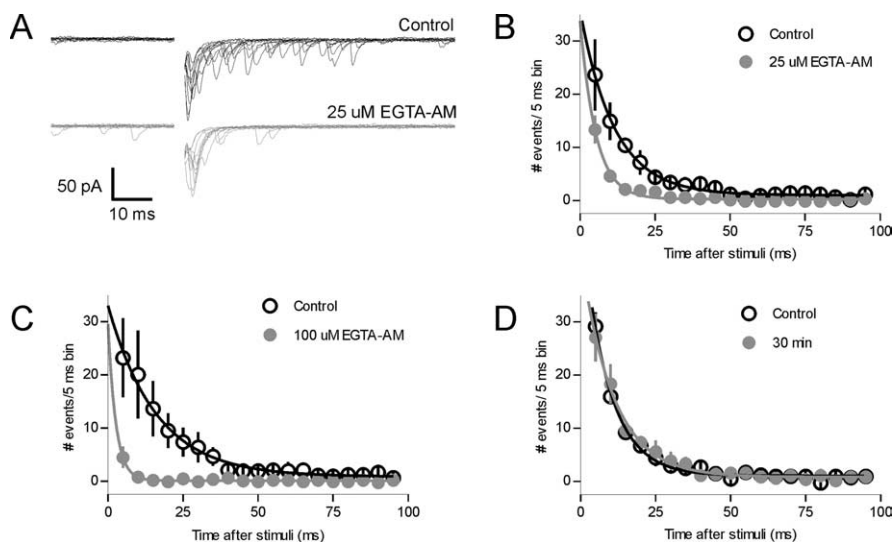 A
Control
25 uM EGTA-AM
50 pA
10 ms
B
Control
25 uM EGTA-AM
# events/ 5 ms bin
30
20
10
0
0
25
50
75
100
Time after stimuli (ms)
C
Control
100 uM EGTA-AM
# events/5 ms bin
30
20
10
0
0
25
50
75
100
Time after stimuli (ms)
D
Control
30 min
# events/ 5 ms bin
30
20
10
0
0
25
50
75
100
Time after stimuli (ms)